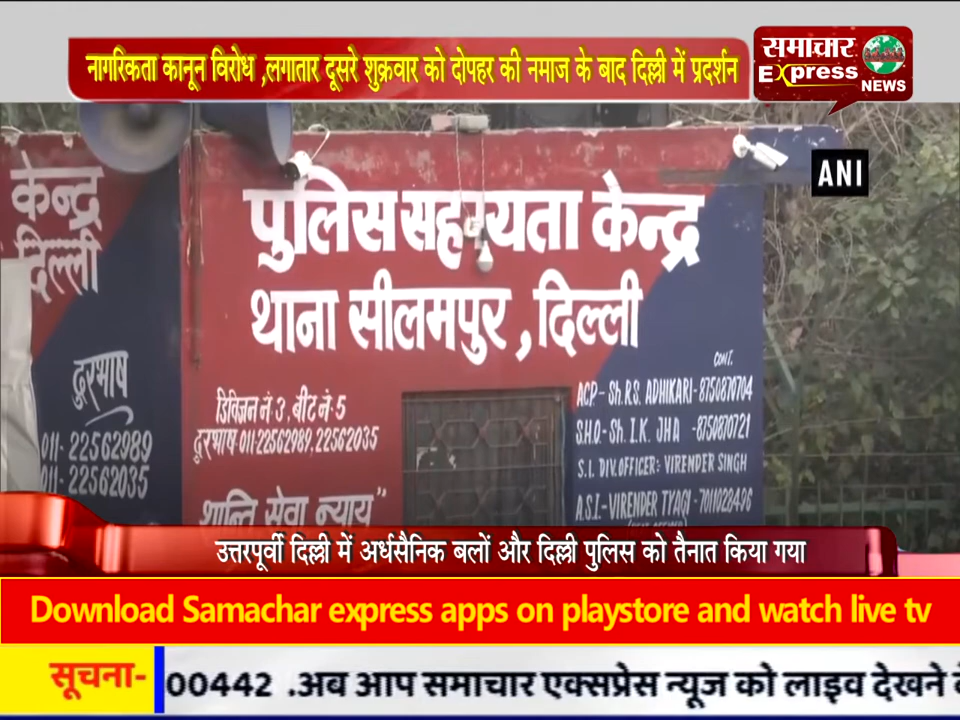 नागरिकता कानून विरोध ,लगातार दूसरे शुक्रवार को दोपहर की नमाज के बाद दिल्ली में प्रदर्शन
समाचार
Express
NEWS
ANI
केन्द्र
दिल्ली
दुरभाष
011-22562989
011-22562035
पुलिस सहायता केन्द्र
थाना सीलमपुर , दिल्ली
डिविज़न नं 3, बीट नं- 5
दुरभाष 011-22562989, 22562035
शान्ति सेवा न्याय"
CONT.
ACP- Sh. R.S. ADHIKARI- 8750870704
S.H.O.- Sh. I.K. JHA - 8750870721
S.I. DIV. OFFICER:- VIRENDER SINGH
A.S.I.- VIRENDER TYAGI - 7011028496
उत्तरपूर्वी दिल्ली में अर्धसैनिक बलों और दिल्ली पुलिस को तैनात किया गया
Download Samachar express apps on playstore and watch live tv
सूचना- 00442 .अब आप समाचार एक्सप्रेस न्यूज को लाइव देखने